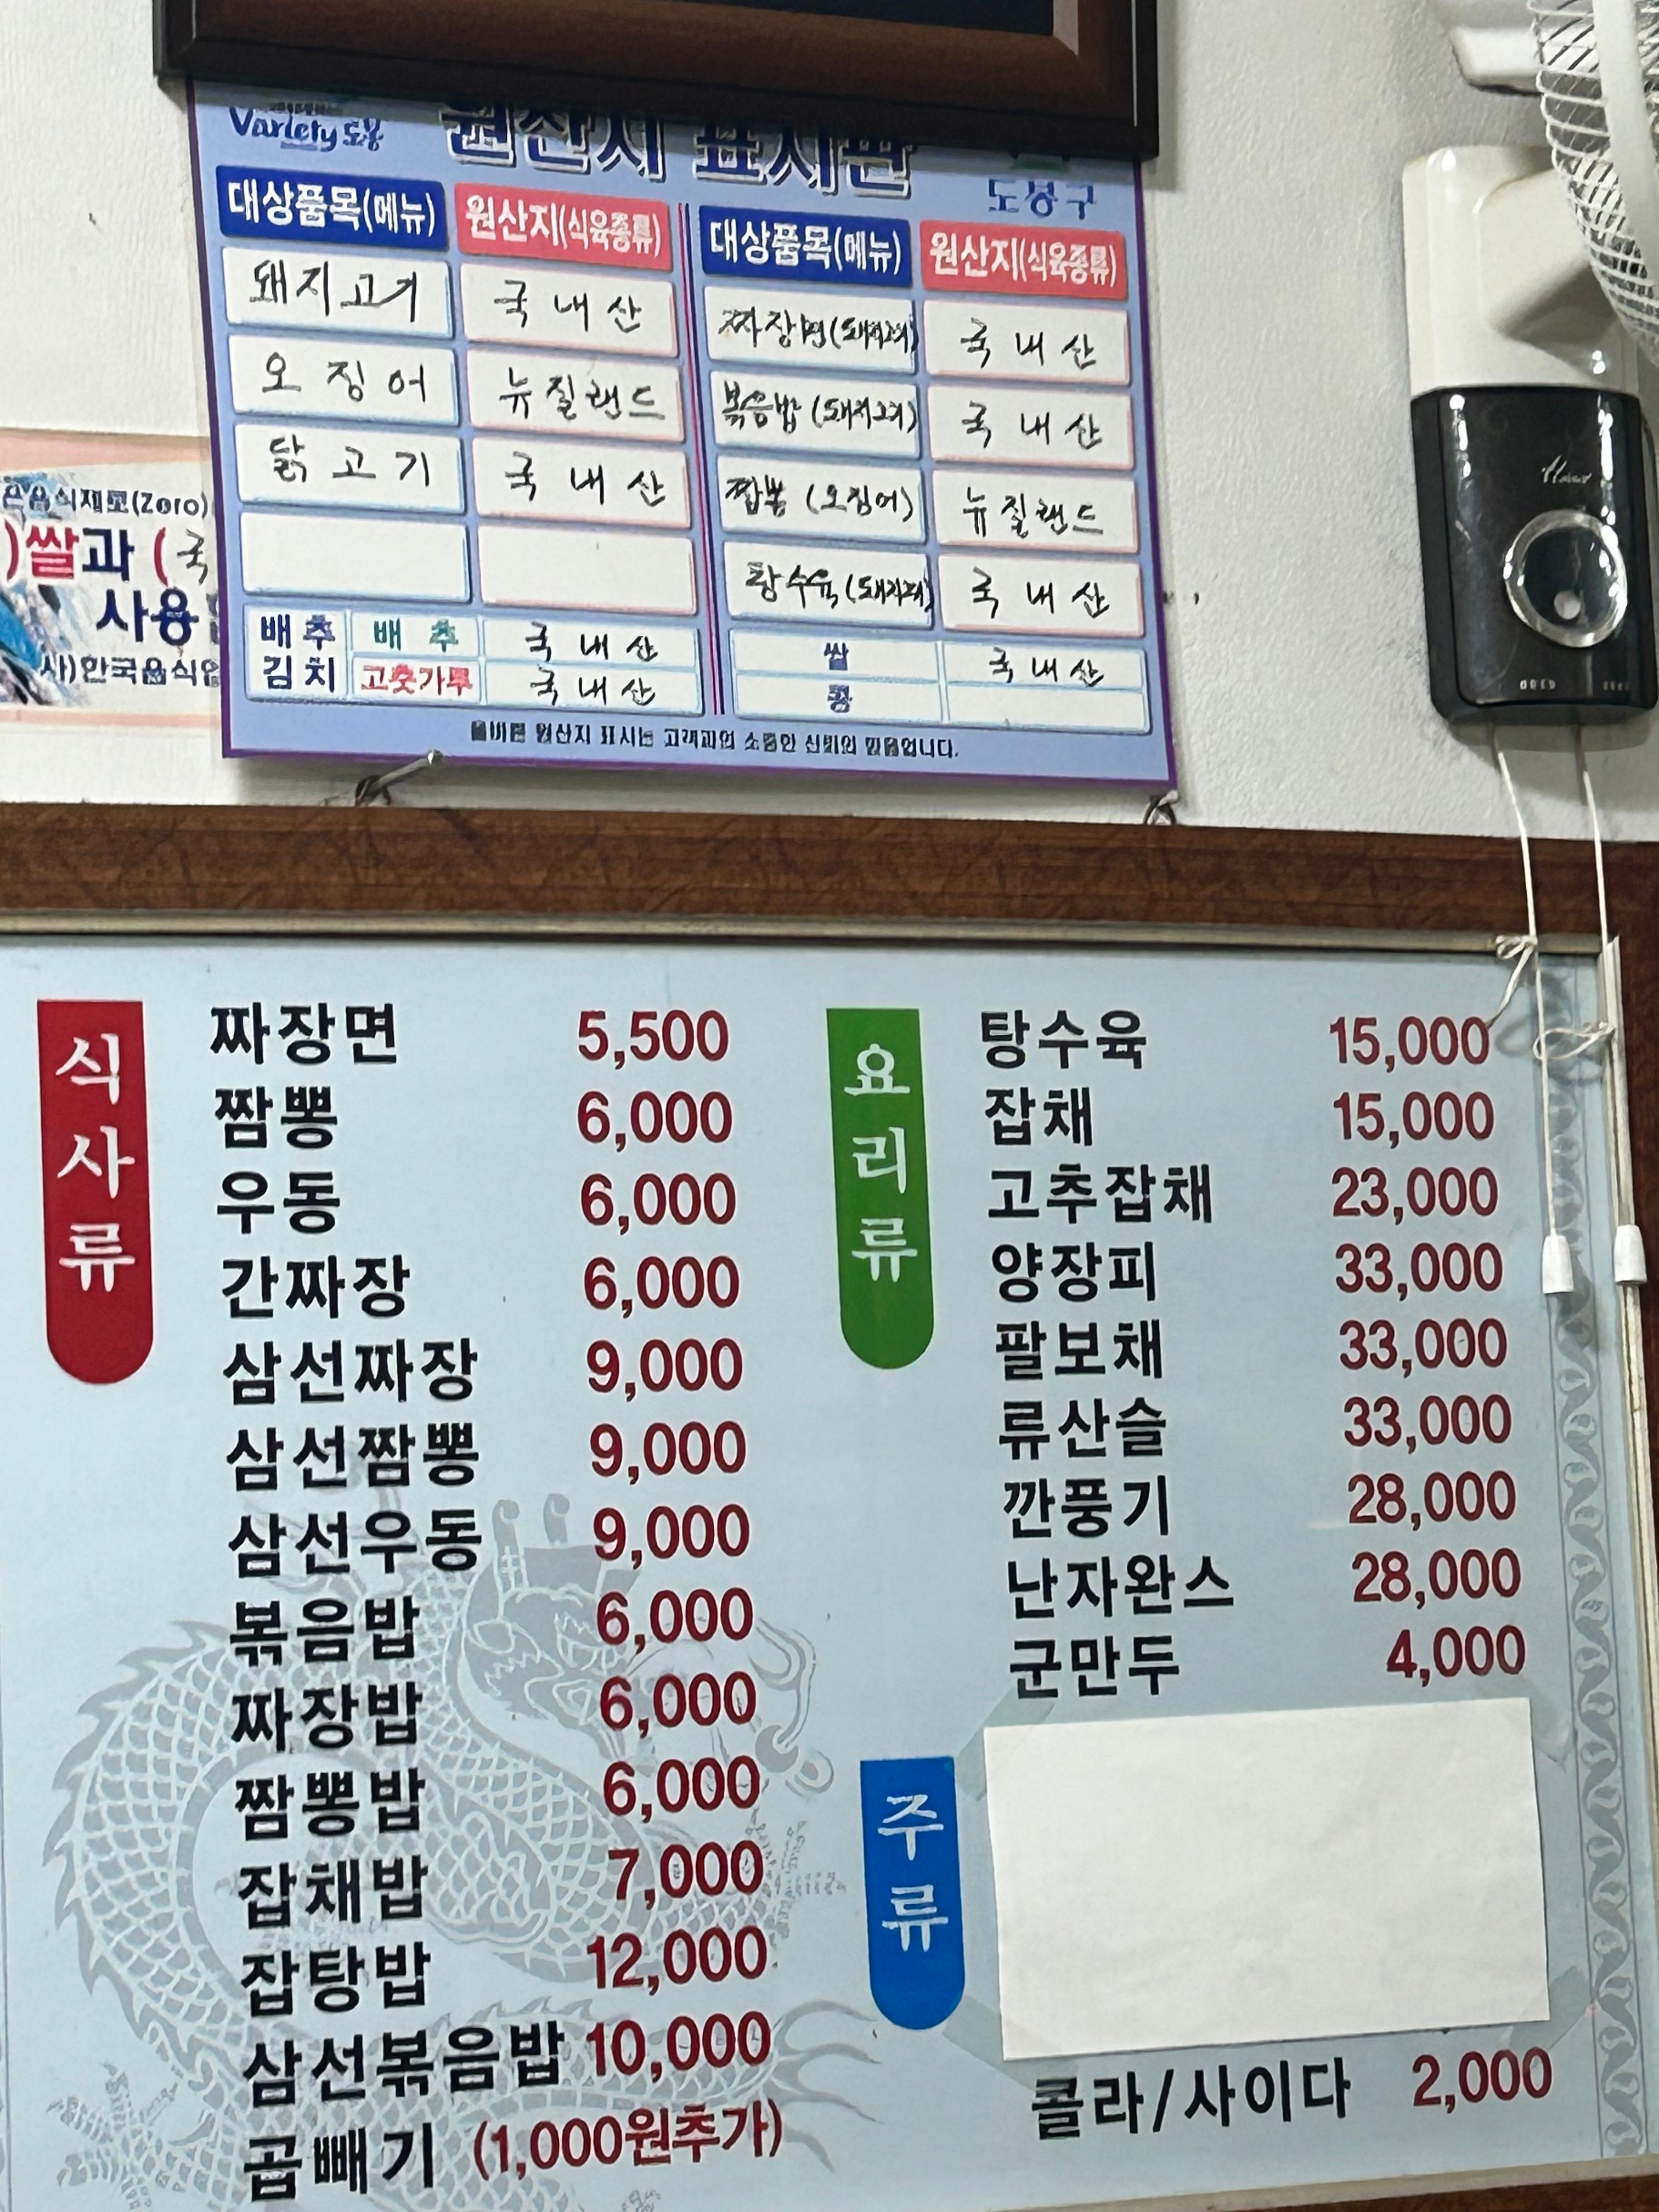 Variety 도봉
원산지 표시판
도봉구
대상품목(메뉴) 원산지(식육종류)
돼지고기 국내산
오징어 뉴질랜드
닭고기 국내산
배추김치 배추 국내산
고춧가루 국내산
대상품목(메뉴) 원산지(식육종류)
짜장면(돼지고기) 국내산
볶음밥(돼지고기) 국내산
짬뽕(오징어) 뉴질랜드
탕수육(돼지고기) 국내산
쌀 국내산
콩
올바른 원산지 표시는 고객과의 소중한 신뢰의 믿음입니다.
은음식제로(Zero)
)쌀과 (국
사용
사)한국음식업
식사류
짜장면 5,500
짬뽕 6,000
우동 6,000
간짜장 6,000
삼선짜장 9,000
삼선짬뽕 9,000
삼선우동 9,000
볶음밥 6,000
짜장밥 6,000
짬뽕밥 6,000
잡채밥 7,000
잡탕밥 12,000
삼선볶음밥 10,000
곱빼기 (1,000원추가)
요리류
탕수육 15,000
잡채 15,000
고추잡채 23,000
양장피 33,000
팔보채 33,000
류산슬 33,000
깐풍기 28,000
난자완스 28,000
군만두 4,000
주류
콜라/사이다 2,000